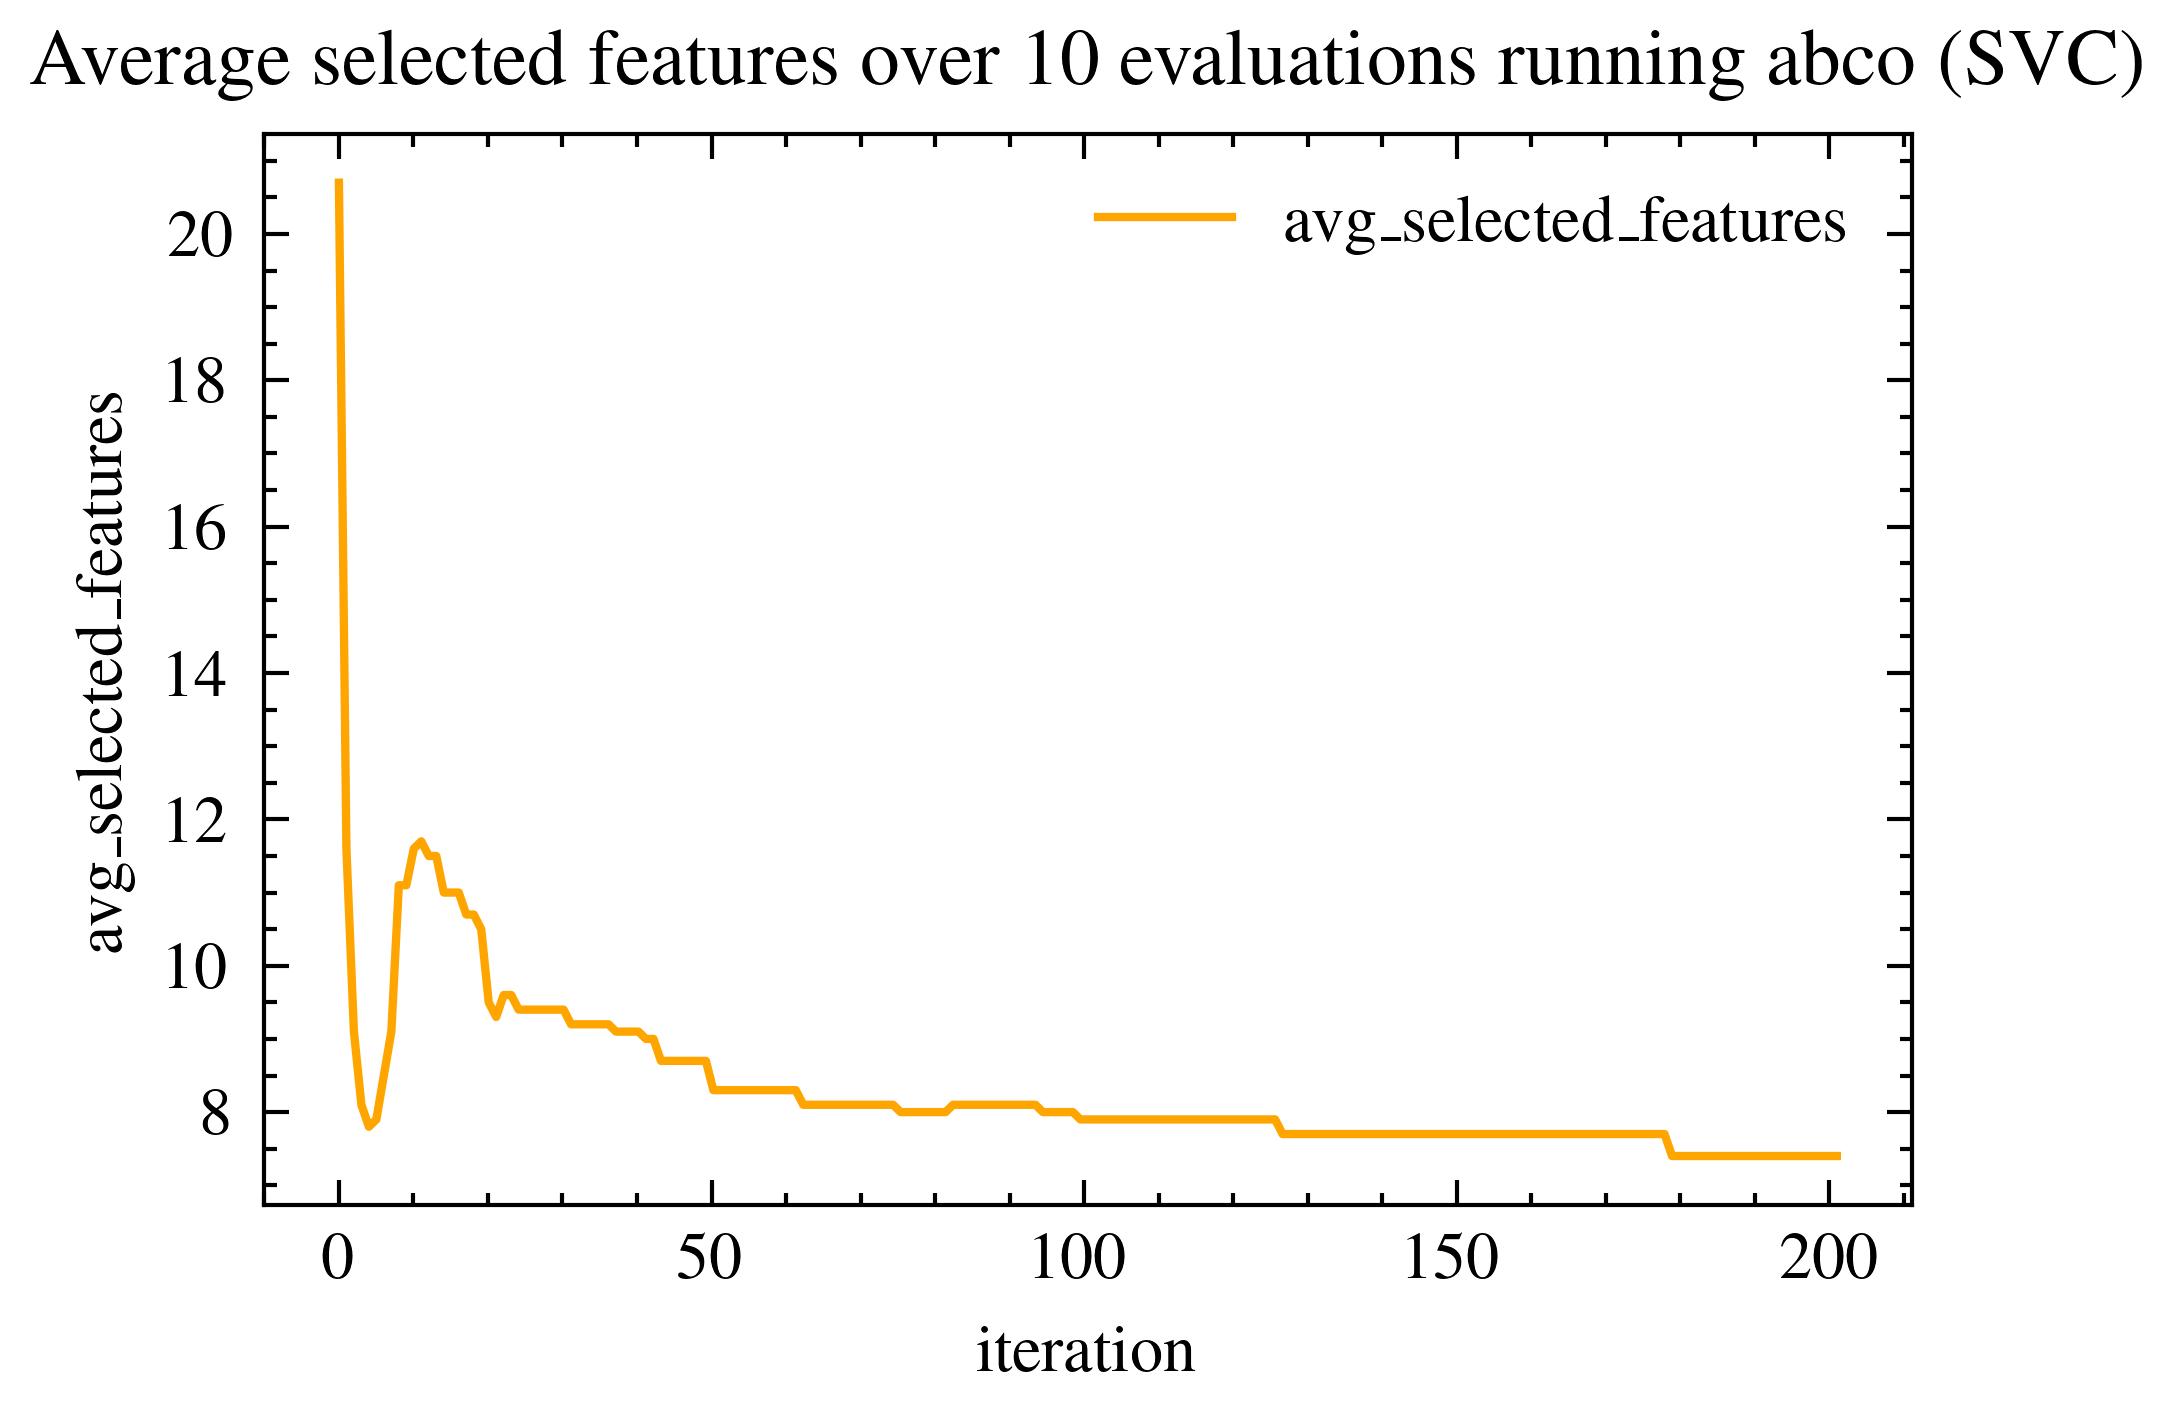 Average selected features over 10 evaluations running abco (SVC)
avg_selected_features
avg_selected_features
20
18
16
14
12
10
8
0 50 100 150 200
iteration